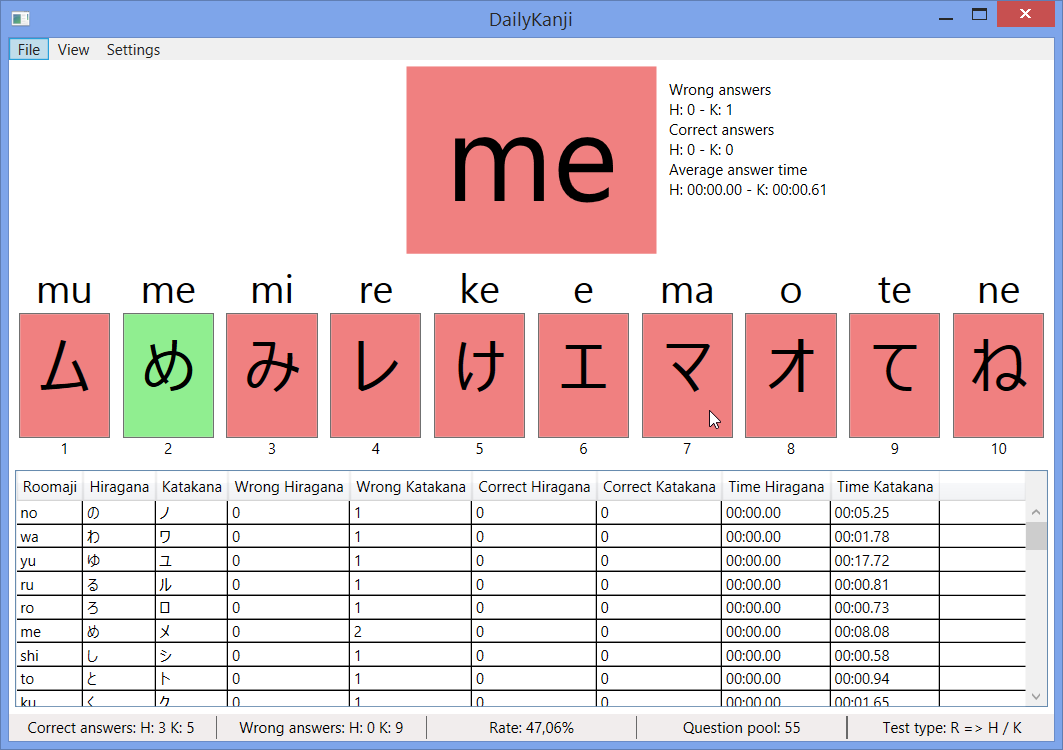 DailyKanji
File View Settings
me
Wrong answers
H: 0 - K: 1
Correct answers
H: 0 - K: 0
Average answer time
H: 00:00.00 - K: 00:00.61
mu me mi re ke e ma o te ne
ム め み レ け エ マ オ て ね
1 2 3 4 5 6 7 8 9 10
Roomaji Hiragana Katakana Wrong Hiragana Wrong Katakana Correct Hiragana Correct Katakana Time Hiragana Time Katakana
no の ノ 0 1 0 0 00:00.00 00:05.25
wa わ ワ 0 1 0 0 00:00.00 00:01.78
yu ゆ ユ 0 1 0 0 00:00.00 00:17.72
ru る ル 0 1 0 0 00:00.00 00:00.81
ro ろ ロ 0 1 0 0 00:00.00 00:00.73
me め メ 0 2 0 0 00:00.00 00:08.08
shi し シ 0 1 0 0 00:00.00 00:00.58
to と ト 0 1 0 0 00:00.00 00:00.94
ku く ク 0 1 0 0 00:00.00 00:01.65
Correct answers: H: 3 K: 5 Wrong answers: H: 0 K: 9 Rate: 47,06% Question pool: 55 Test type: R => H / K